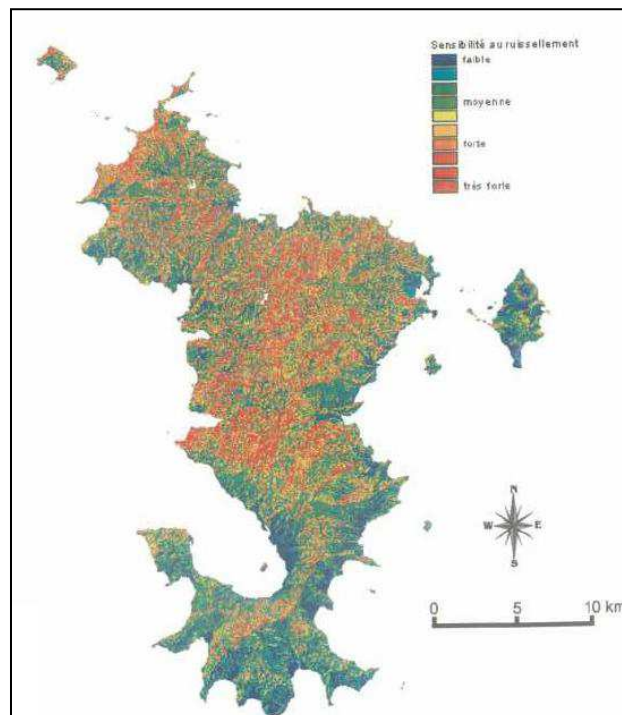 Sensibilité au ruissellement
faible
moyenne
forte
très forte
N
W E
S
0 5 10 km